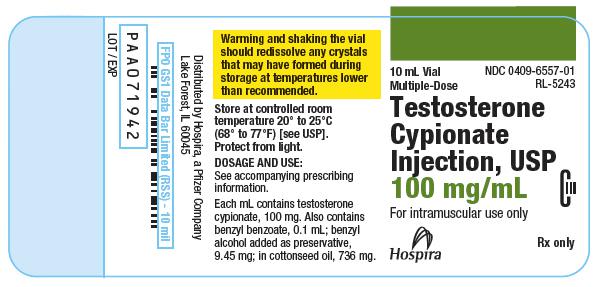 LOT / EXP
PAA071942
FPO GS1 Data Bar Limited (RSS) - 10 mil
Distributed by Hospira, a Pfizer Company
Lake Forest, IL 60045
Warming and shaking the vial
should redissolve any crystals
that may have formed during
storage at temperatures lower
than recommended.
Store at controlled room
temperature 20° to 25°C
(68° to 77°F) [see USP].
Protect from light.
DOSAGE AND USE:
See accompanying prescribing
information.
Each mL contains testosterone
cypionate, 100 mg. Also contains
benzyl benzoate, 0.1 mL; benzyl
alcohol added as preservative,
9.45 mg; in cottonseed oil, 736 mg.
10 mL Vial NDC 0409-6557-01
Multiple-Dose RL-5243
Testosterone
Cypionate
Injection, USP
100 mg/mL CIII
For intramuscular use only
Hospira Rx only